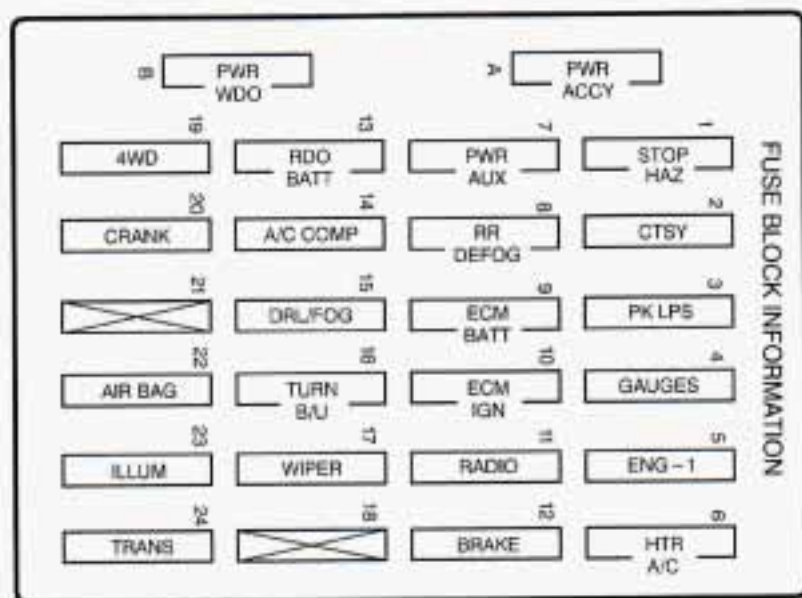 FUSE BLOCK INFORMATION
B PWR WDO
A PWR ACCY
19 4WD
13 RDO BATT
7 PWR AUX
1 STOP HAZ
20 CRANK
14 A/C COMP
8 RR DEFOG
2 CTSY
21
15 DRL/FOG
9 ECM BATT
3 PK LPS
22 AIR BAG
16 TURN B/U
10 ECM IGN
4 GAUGES
23 ILLUM
17 WIPER
11 RADIO
5 ENG-1
24 TRANS
18
12 BRAKE
6 HTR A/C